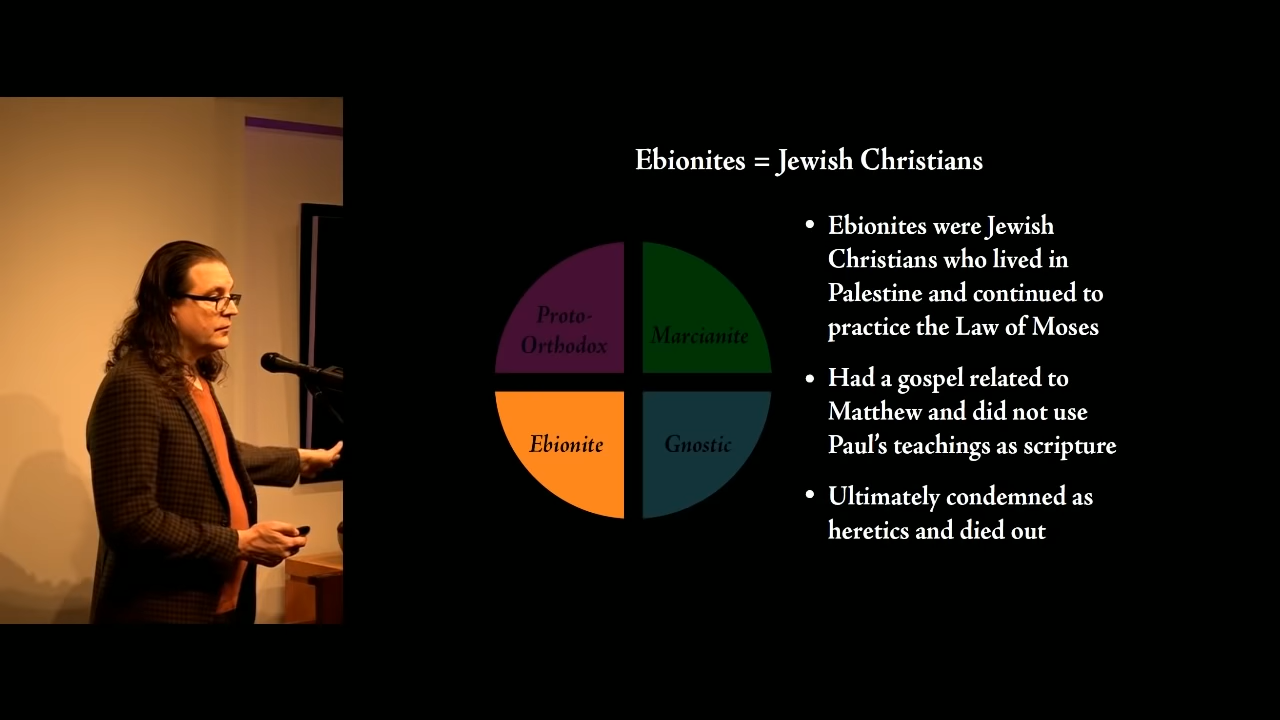 Ebionites = Jewish Christians
Proto-
Orthodox
Marcianite
Ebionite
Gnostic
• Ebionites were Jewish
Christians who lived in
Palestine and continued to
practice the Law of Moses
• Had a gospel related to
Matthew and did not use
Paul's teachings as scripture
• Ultimately condemned as
heretics and died out